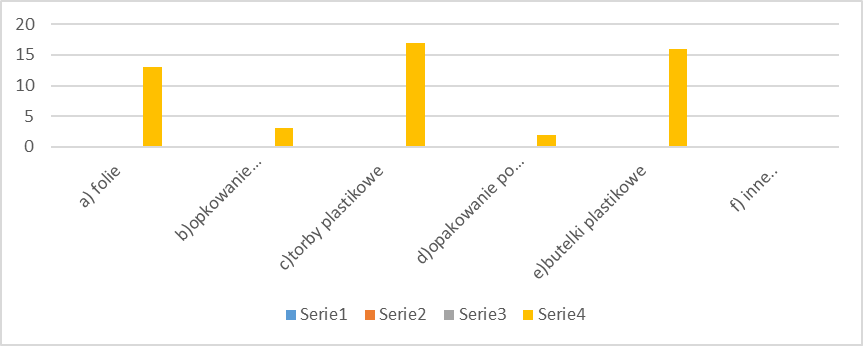 20
15
10
5
0
a) folie
b)opkowanie...
c)torby plastikowe
d)opakowanie po...
e)butelki plastikowe
f) inne..
Serie1 Serie2 Serie3 Serie4